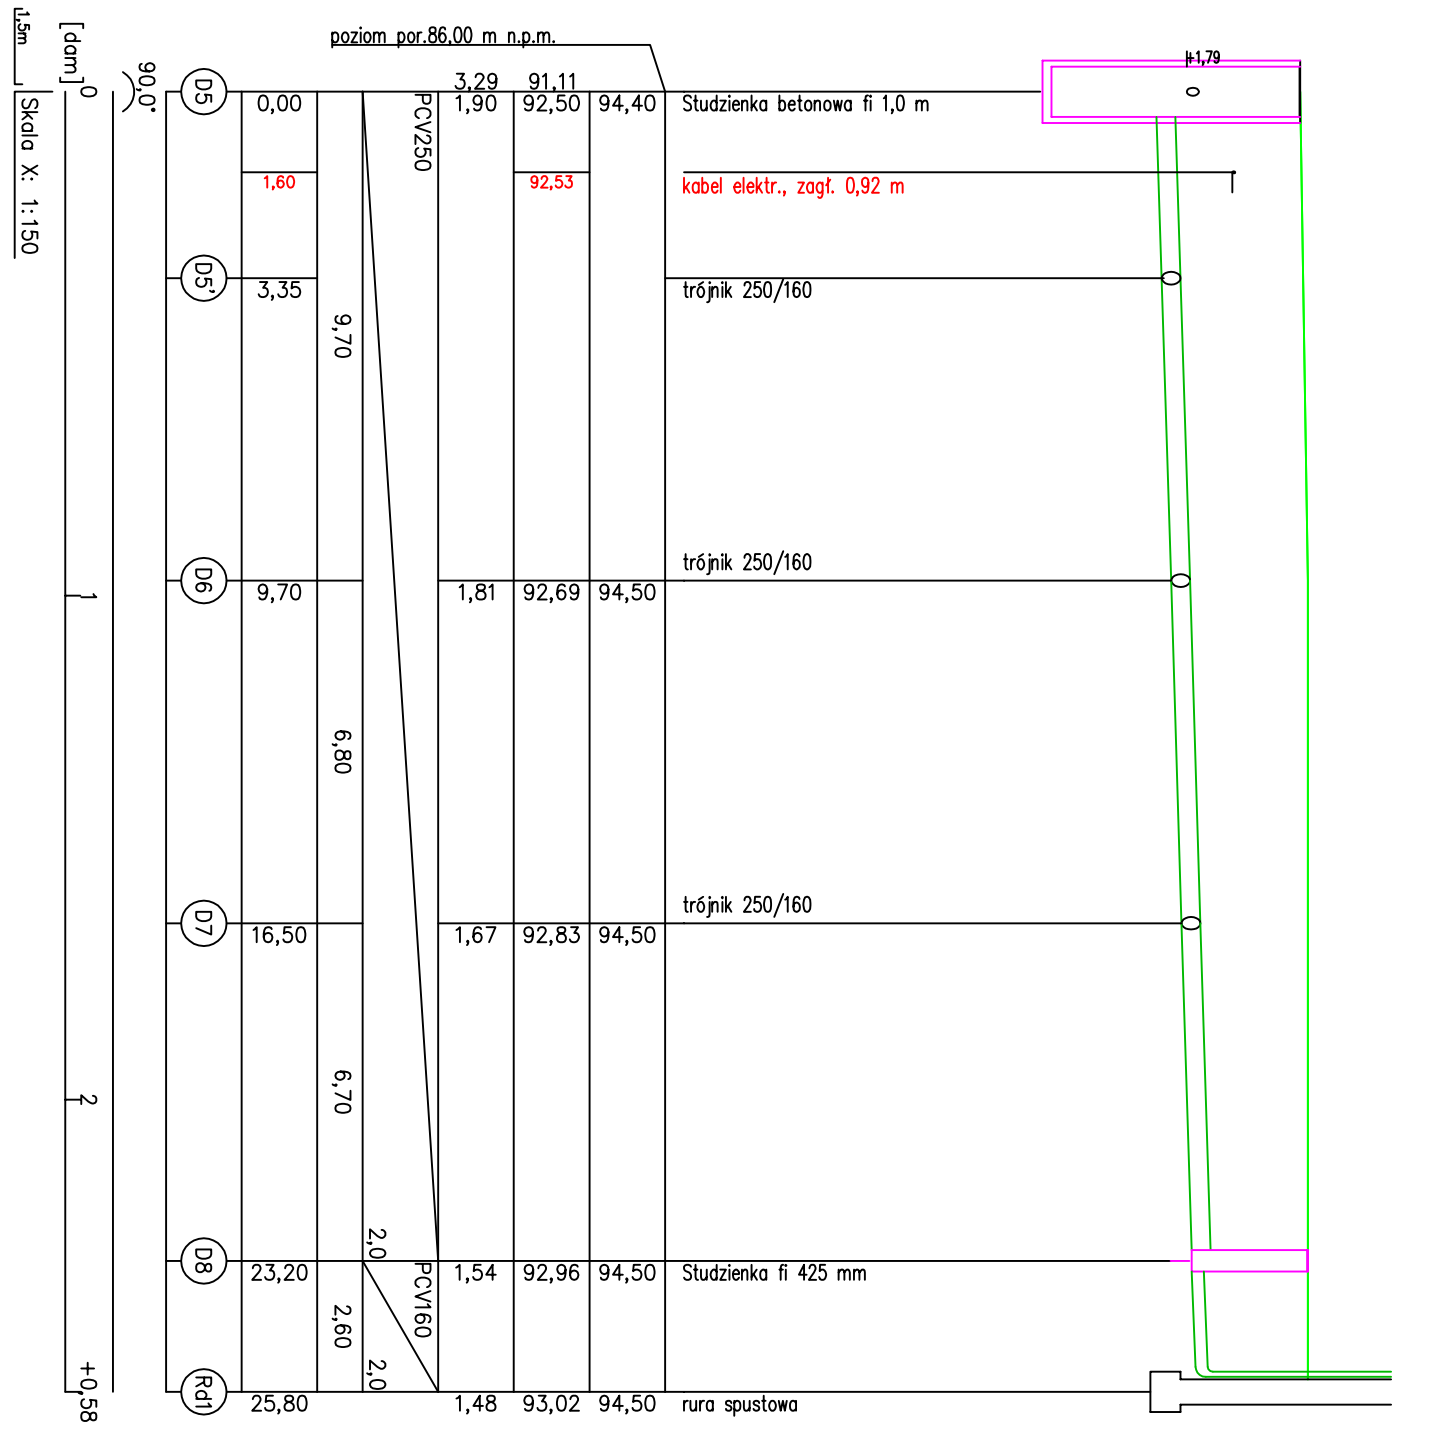 poziom por.86,00 m n.p.m.
1,5m
Skala X: 1:150
[dam]
0
1
2
+0,58
90,0°
+1,79
0
D5
0,00
PCV250
3,29
91,11
1,90
92,50
94,40
Studzienka betonowa fi 1,0 m
1,60
92,53
kabel elektr., zagł. 0,92 m
D5'
3,35
trójnik 250/160
9,70
D6
9,70
1,81
92,69
94,50
trójnik 250/160
6,80
D7
16,50
1,67
92,83
94,50
trójnik 250/160
6,70
2,0
D8
23,20
PCV160
1,54
92,96
94,50
Studzienka fi 425 mm
2,60
2,0
Rd1
25,80
1,48
93,02
94,50
rura spustowa